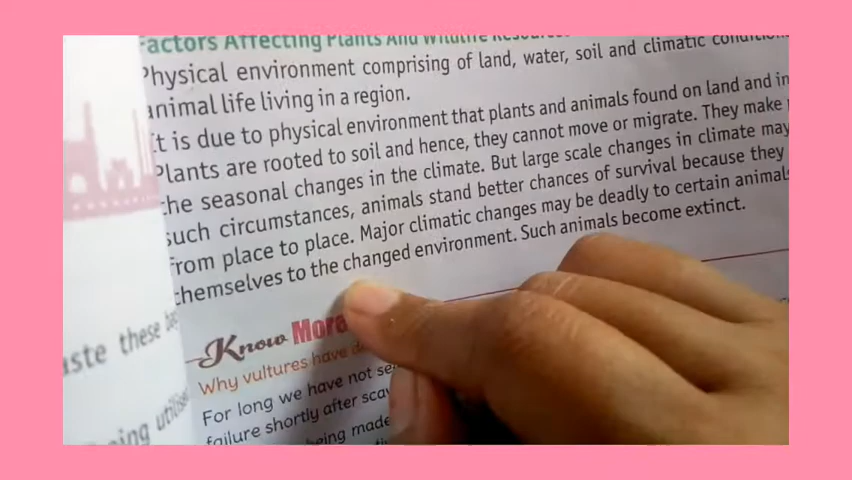 Factors Affecting Plants And Wildlife Resources
Physical environment comprising of land, water, soil and climatic conditions
animal life living in a region.
It is due to physical environment that plants and animals found on land and in
Plants are rooted to soil and hence, they cannot move or migrate. They make
the seasonal changes in the climate. But large scale changes in climate may
such circumstances, animals stand better chances of survival because they
from place to place. Major climatic changes may be deadly to certain animals
themselves to the changed environment. Such animals become extinct.
Know More
Why vultures have
For long we have not
failure shortly after
being made
aste these
being utilise